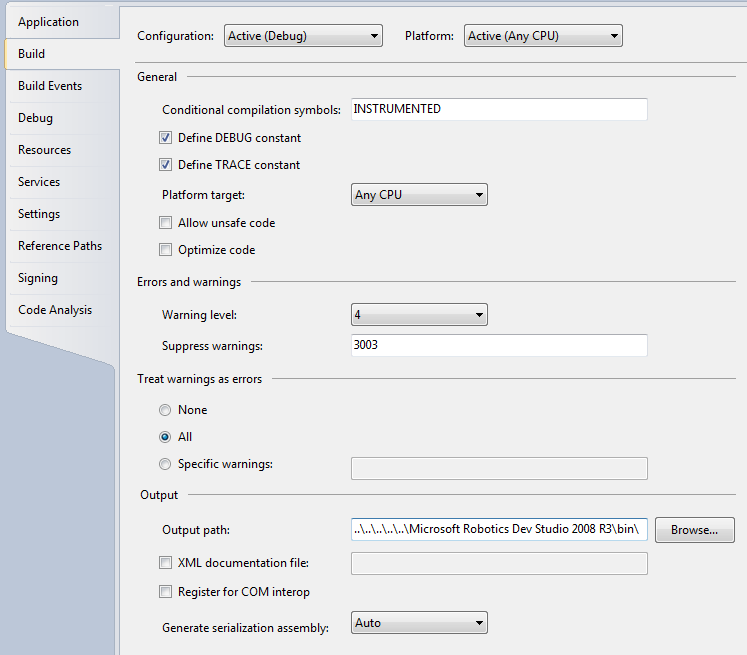 Application
Build
Build Events
Debug
Resources
Services
Settings
Reference Paths
Signing
Code Analysis
Configuration: Active (Debug) Platform: Active (Any CPU)
General
Conditional compilation symbols: INSTRUMENTED
Define DEBUG constant
Define TRACE constant
Platform target: Any CPU
Allow unsafe code
Optimize code
Errors and warnings
Warning level: 4
Suppress warnings: 3003
Treat warnings as errors
None
All
Specific warnings:
Output
Output path: ..\..\..\..\..\Microsoft Robotics Dev Studio 2008 R3\bin\ Browse...
XML documentation file:
Register for COM interop
Generate serialization assembly: Auto